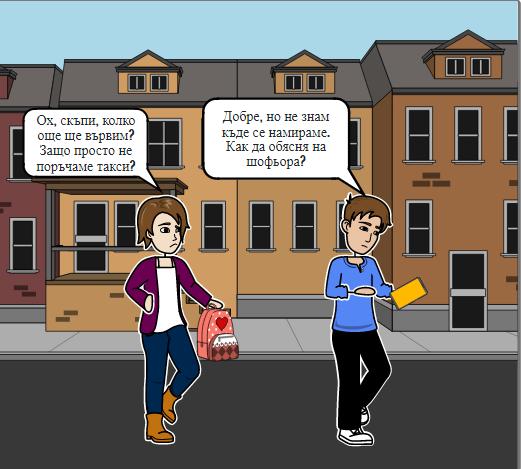 Ох, скъпи, колко
още ще вървим?
Защо просто не
поръчаме такси?
Добре, но не знам
къде се намираме.
Как да обясня на
шофьора?